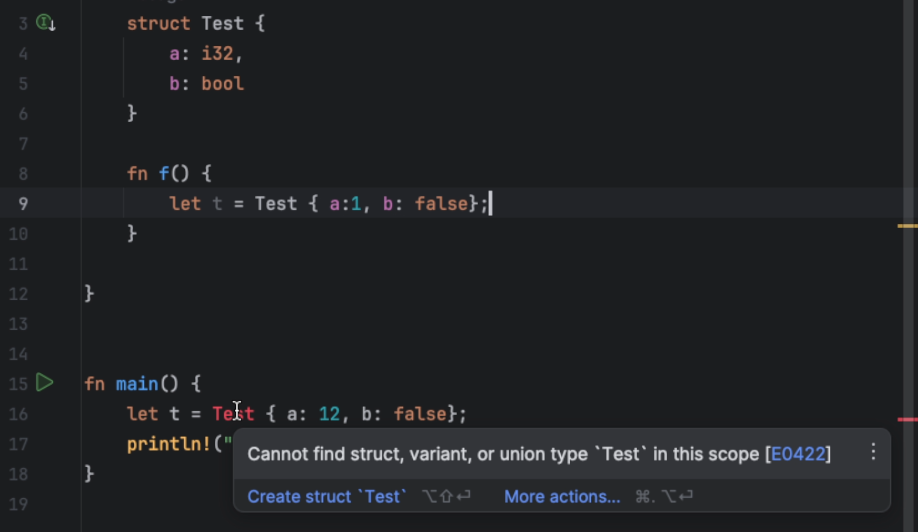 3 struct Test {
4 a: i32,
5 b: bool
6 }
7
8 fn f() {
9 let t = Test { a:1, b: false};
10 }
11
12 }
13
14
15 fn main() {
16 let t = Test { a: 12, b: false};
17 println!("
Cannot find struct, variant, or union type `Test` in this scope [E0422]
18 }
Create struct `Test` ⌥⇧⏎ More actions... ⌘. ⌥⏎
19